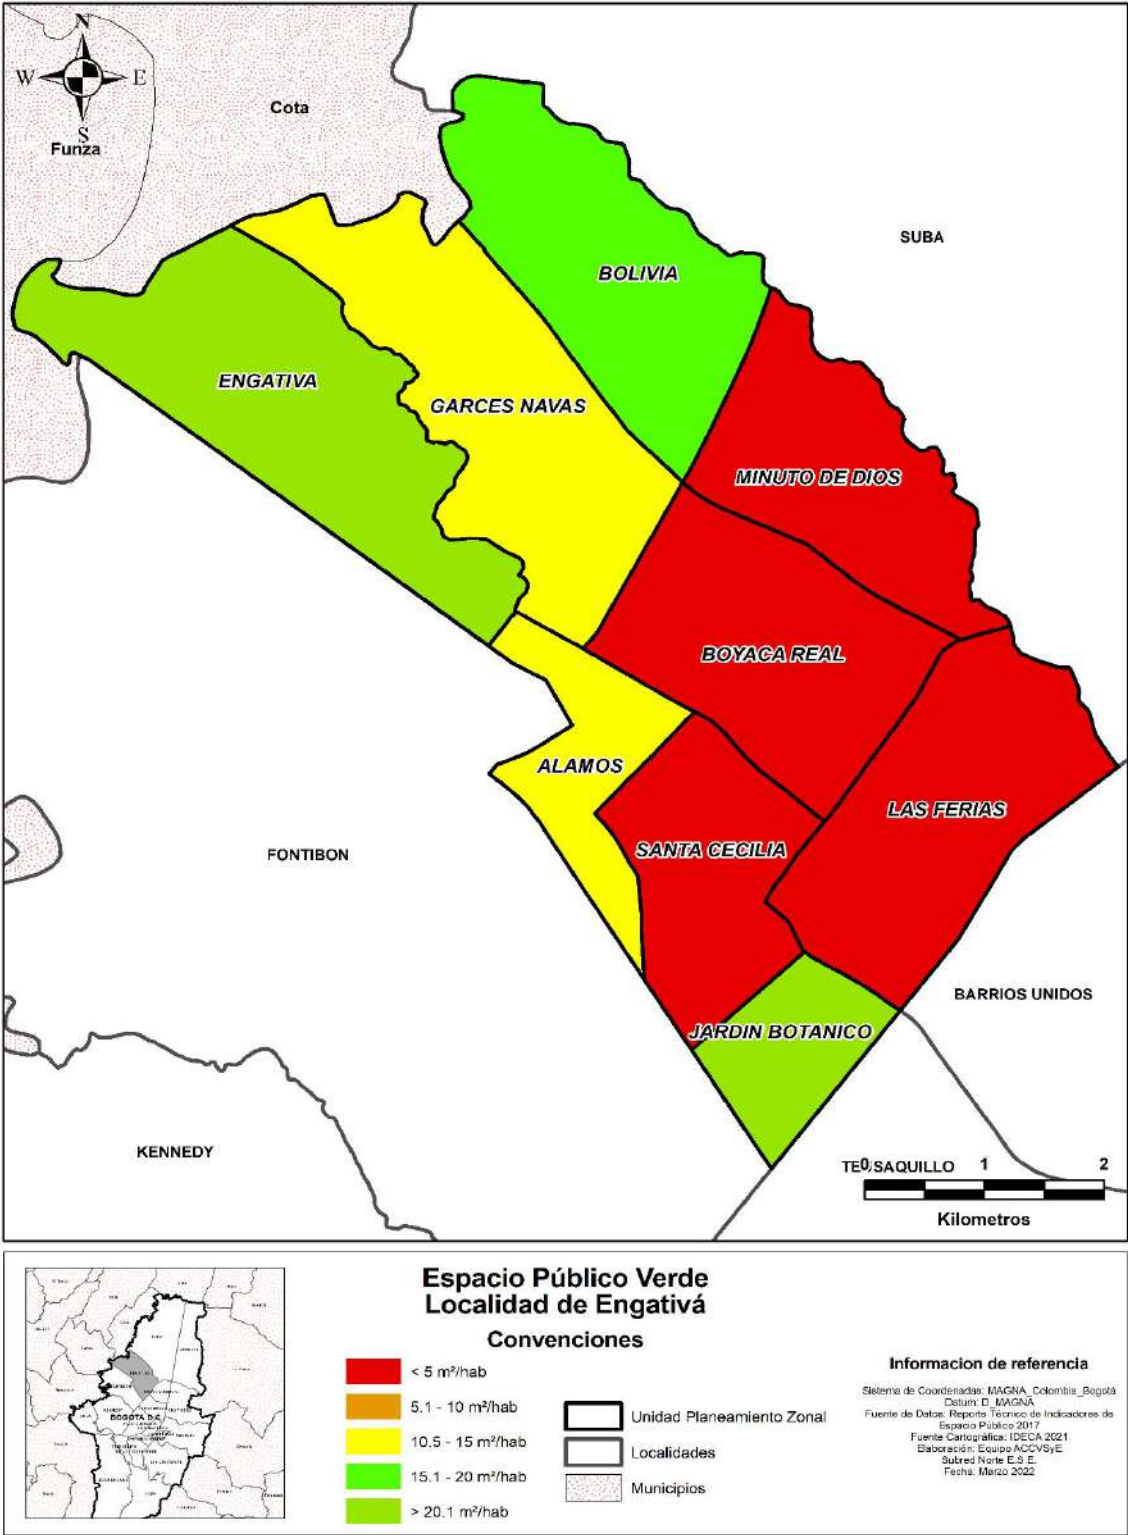 N
W E
S
Cota
Funza
SUBA
BOLIVIA
ENGATIVA
GARCES NAVAS
MINUTO DE DIOS
BOYACA REAL
ALAMOS
LAS FERIAS
SANTA CECILIA
FONTIBON
BARRIOS UNIDOS
JARDIN BOTANICO
KENNEDY
0 1 2
Kilometros
Espacio Público Verde
Localidad de Engativá
Convenciones
< 5 m²/hab
5.1 - 10 m²/hab
10.5 - 15 m²/hab
15.1 - 20 m²/hab
> 20.1 m²/hab
Unidad Planeamiento Zonal
Localidades
Municipios
Informacion de referencia
Sistema de Coordenadas: MAGNA_Colombia_Bogotá
Datum: D_MAGNA
Fuente de Datos: Reporte Técnico de Indicadores de
Espacio Público 2017
Fuente Cartográfica: IDECA 2021
Elaboración: Equipo ACCVSyE
Subred Norte E.S.E.
Fecha: Marzo 2022
BOGOTA D.C